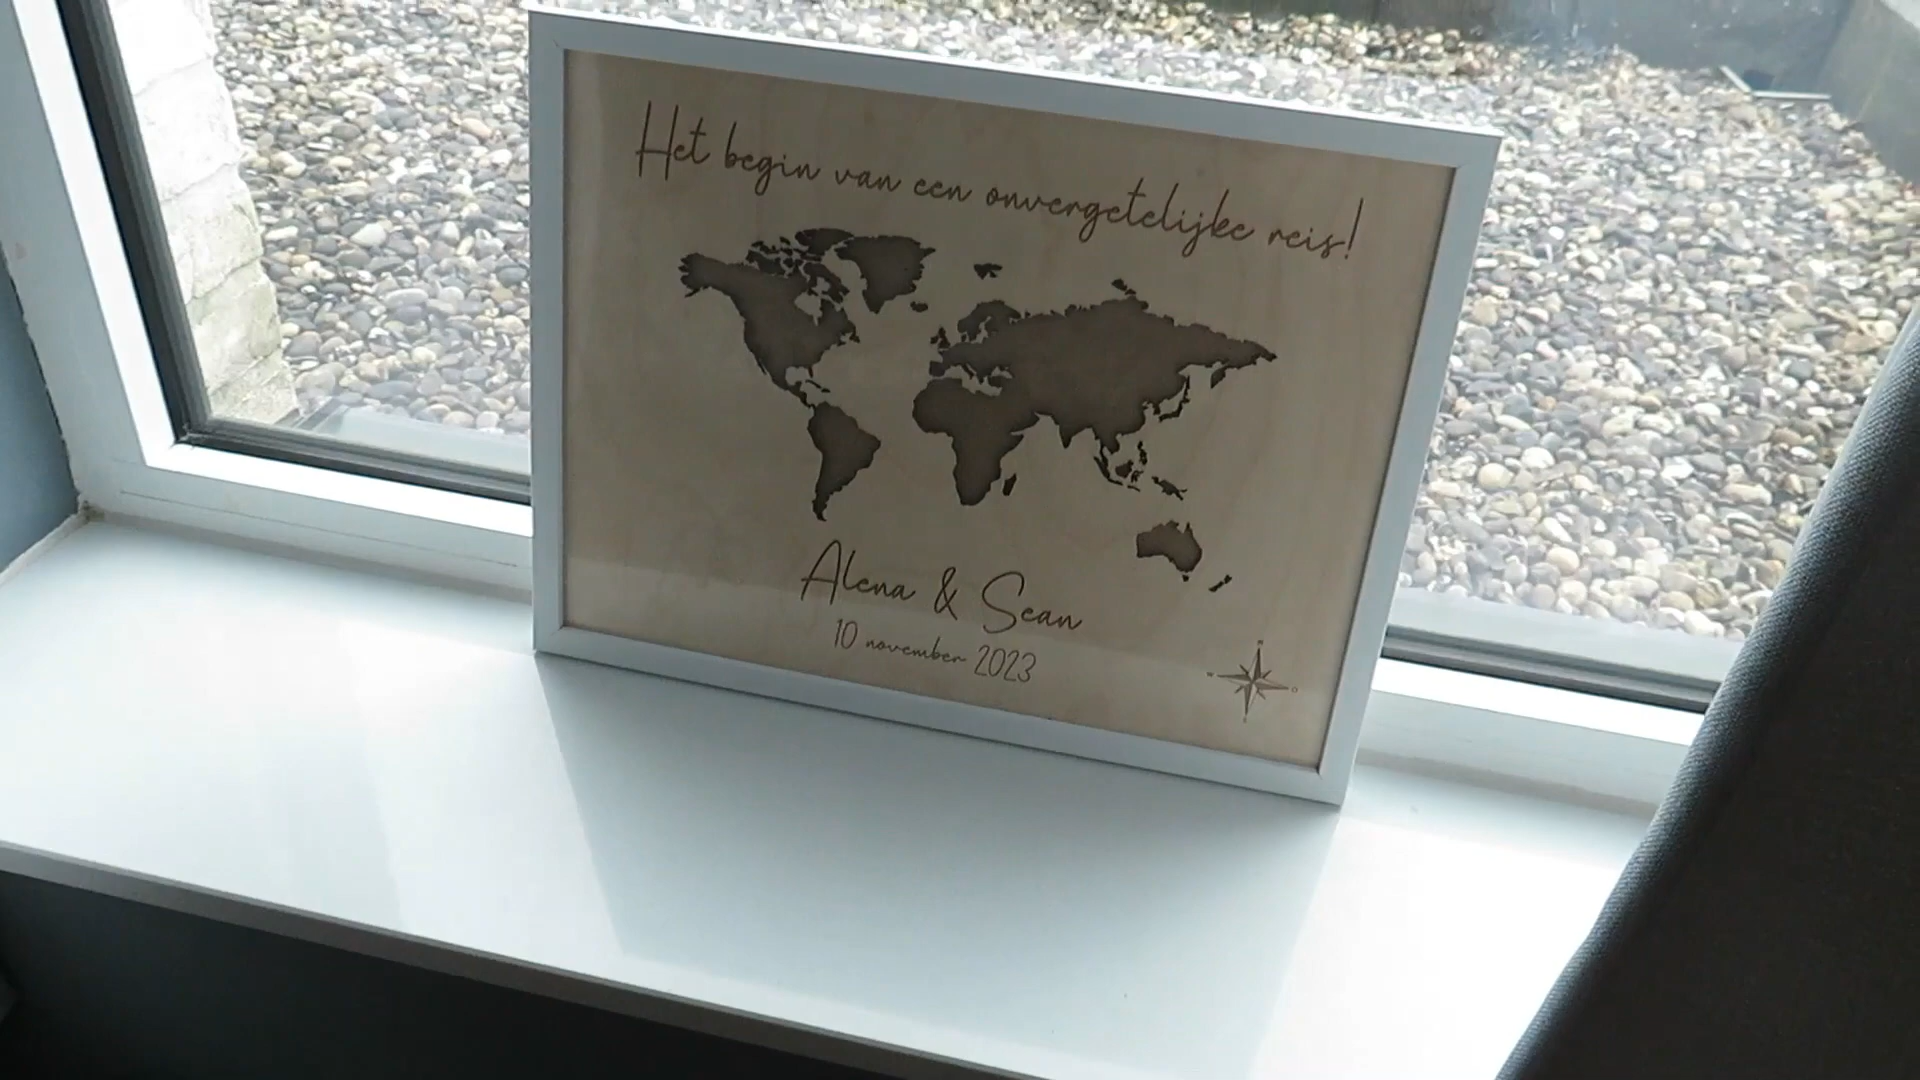 Het begin van een onvergetelijke reis!
Alena & Sean
10 november 2023